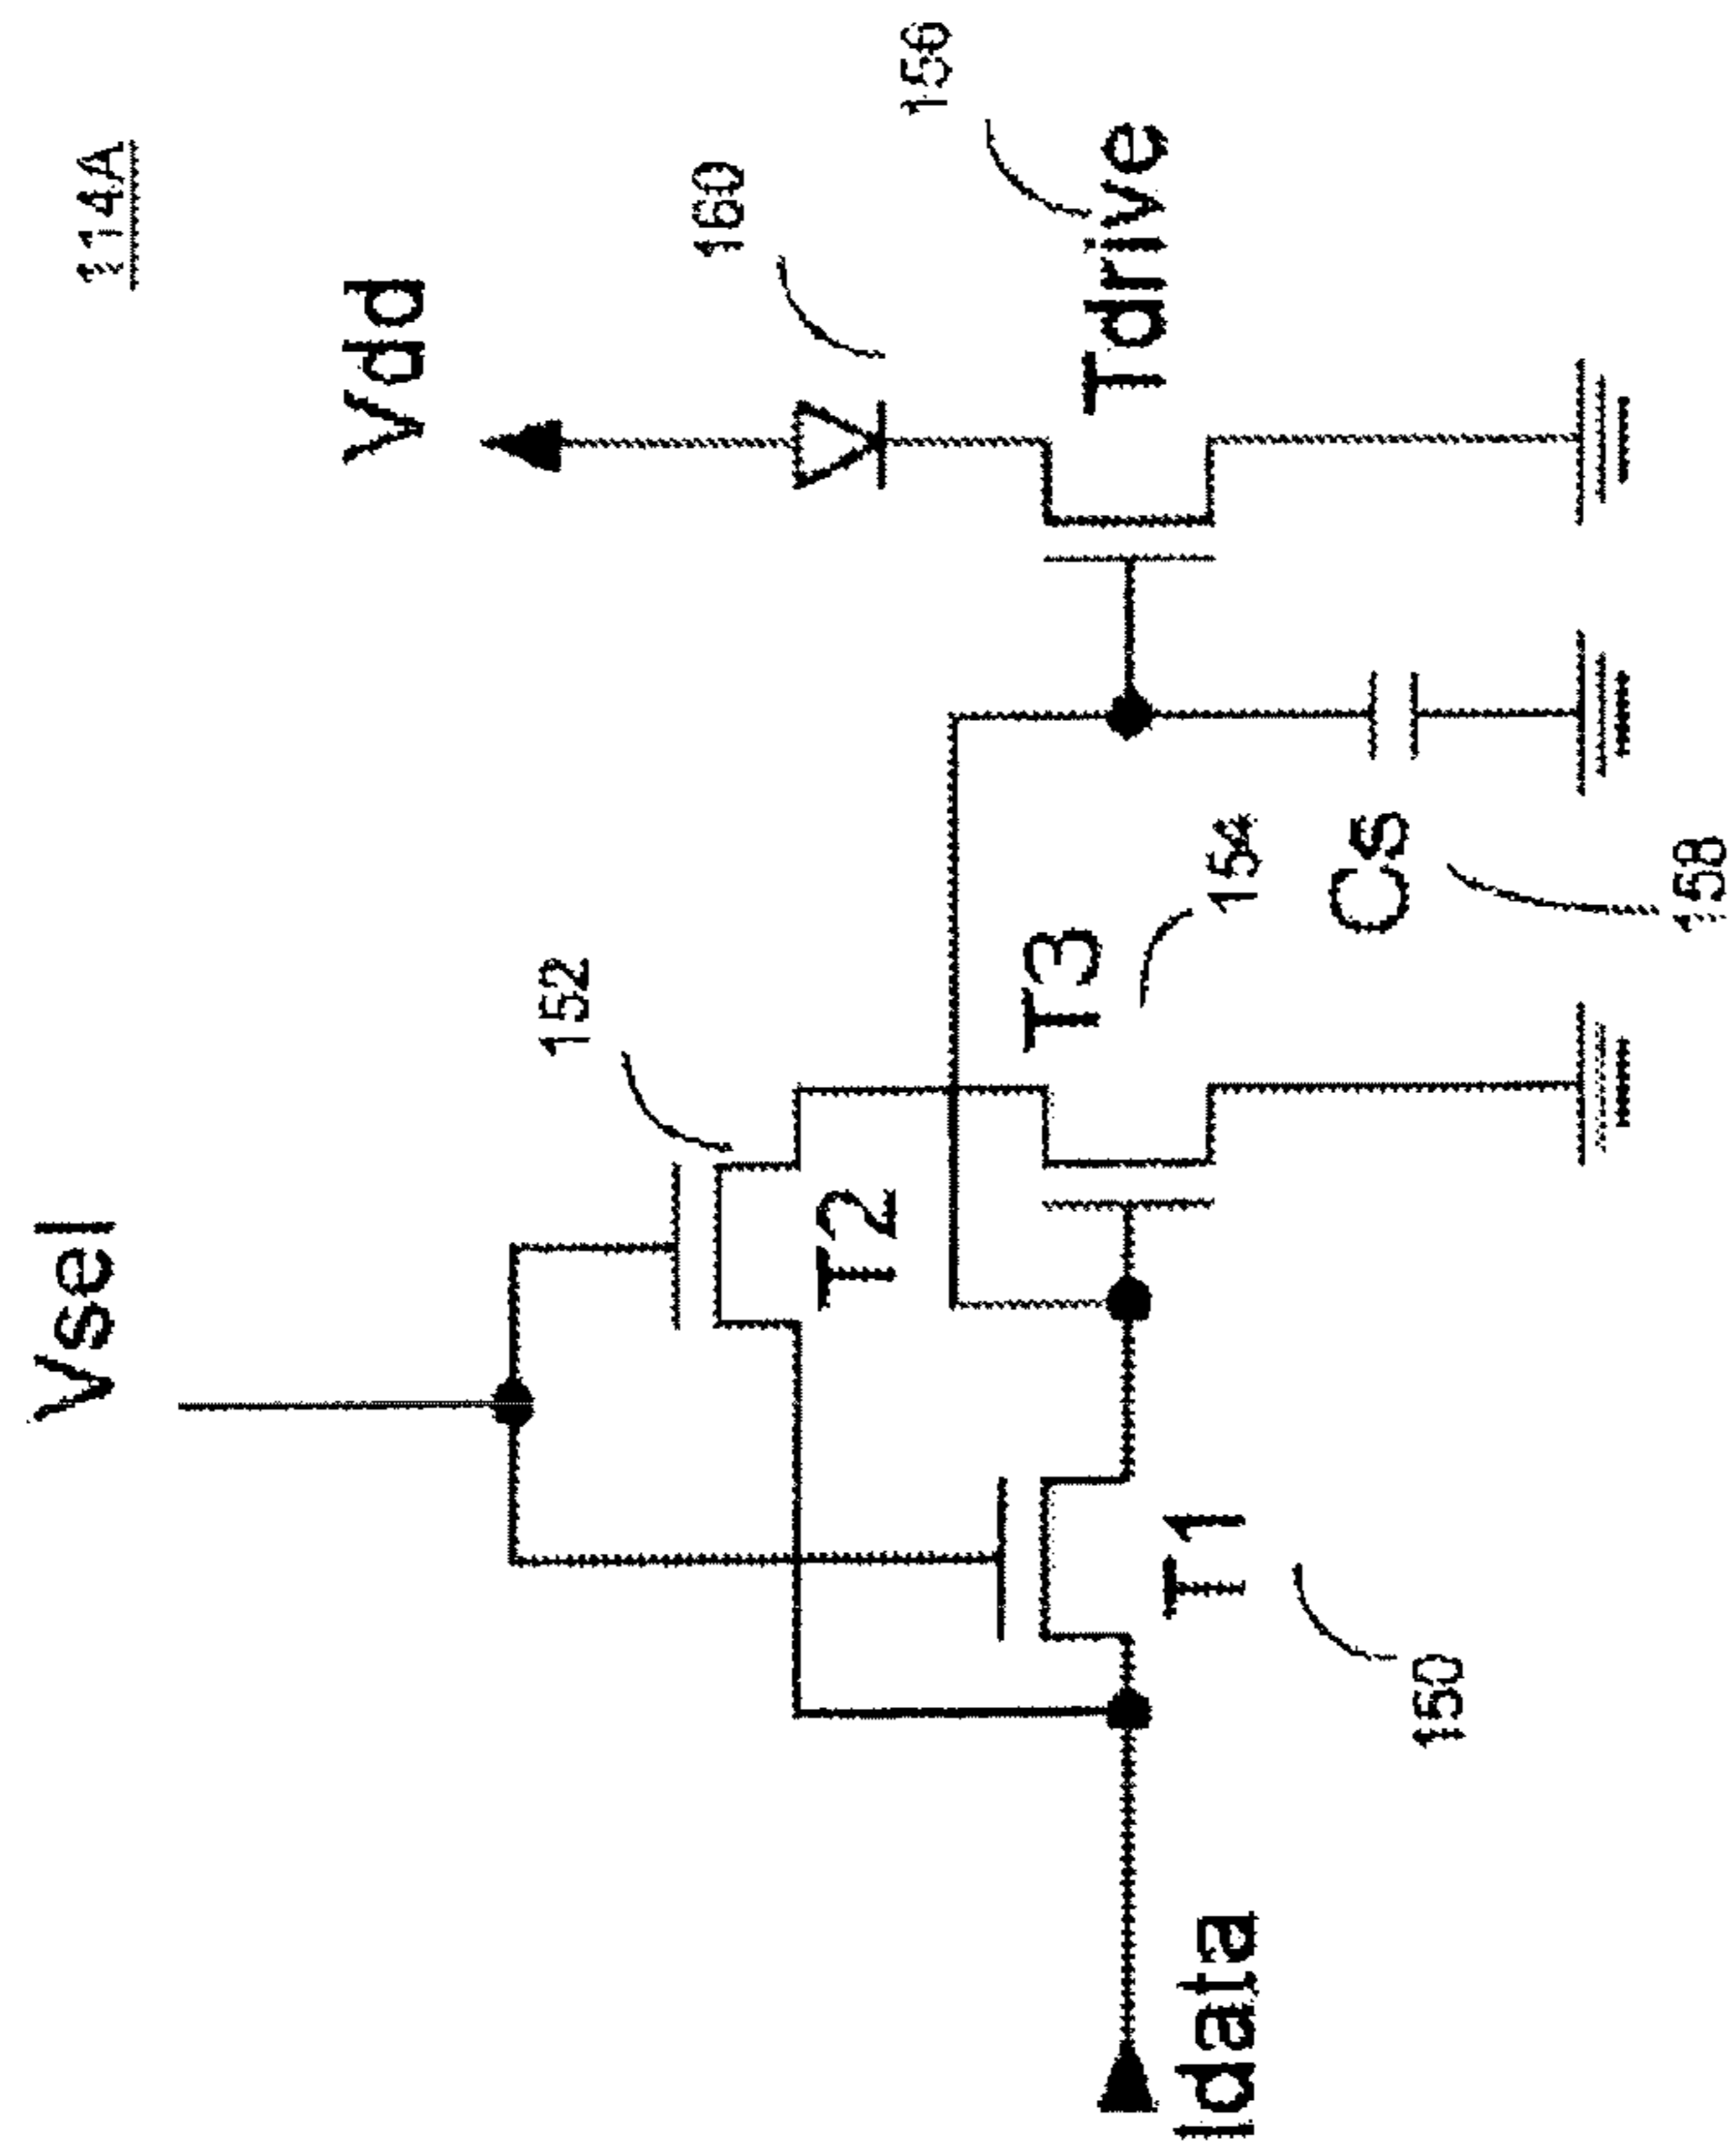 Vsel
114A
Vdd
152
160
T2
156
T3
Tdrive
Idata
T1
154
Cs
150
158